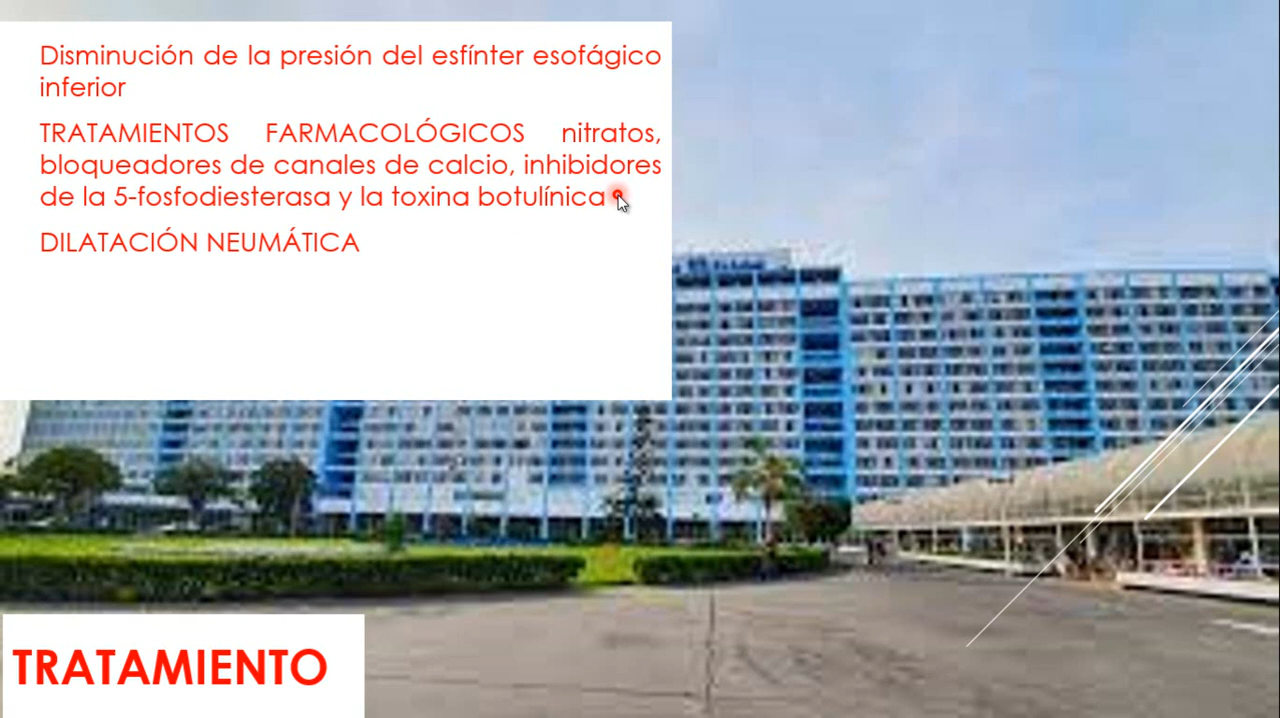 Disminución de la presión del esfínter esofágico
inferior
TRATAMIENTOS FARMACOLÓGICOS nitratos,
bloqueadores de canales de calcio, inhibidores
de la 5-fosfodiesterasa y la toxina botulínica
DILATACIÓN NEUMÁTICA
TRATAMIENTO